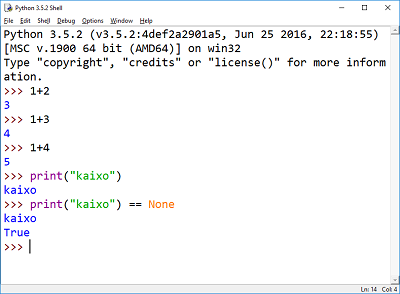 Python 3.5.2 Shell
File Edit Shell Debug Options Window Help
Python 3.5.2 (v3.5.2:4def2a2901a5, Jun 25 2016, 22:18:55)
[MSC v.1900 64 bit (AMD64)] on win32
Type "copyright", "credits" or "license()" for more inform
ation.
>>> 1+2
3
>>> 1+3
4
>>> 1+4
5
>>> print("kaixo")
kaixo
>>> print("kaixo") == None
kaixo
True
>>>
Ln: 14 Col: 4